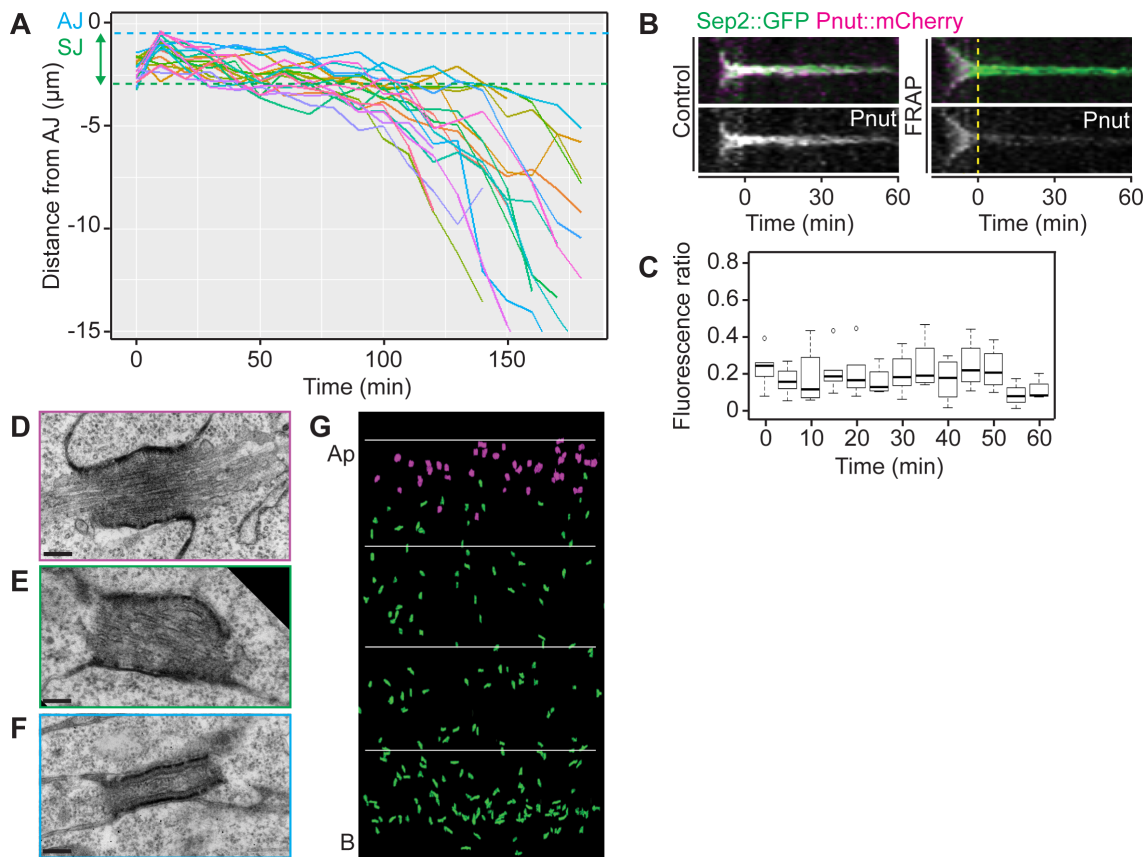 A
AJ
SJ
0
-5
-10
-15
Distance from AJ (µm)
0
50
100
150
Time (min)
B
Sep2::GFP Pnut::mCherry
Control
Pnut
FRAP
Pnut
0
30
60
0
30
60
Time (min)
Time (min)
C
Fluorescence ratio
0.8
0.6
0.4
0.2
0
0
10
20
30
40
50
60
Time (min)
D
E
F
G
Ap
B